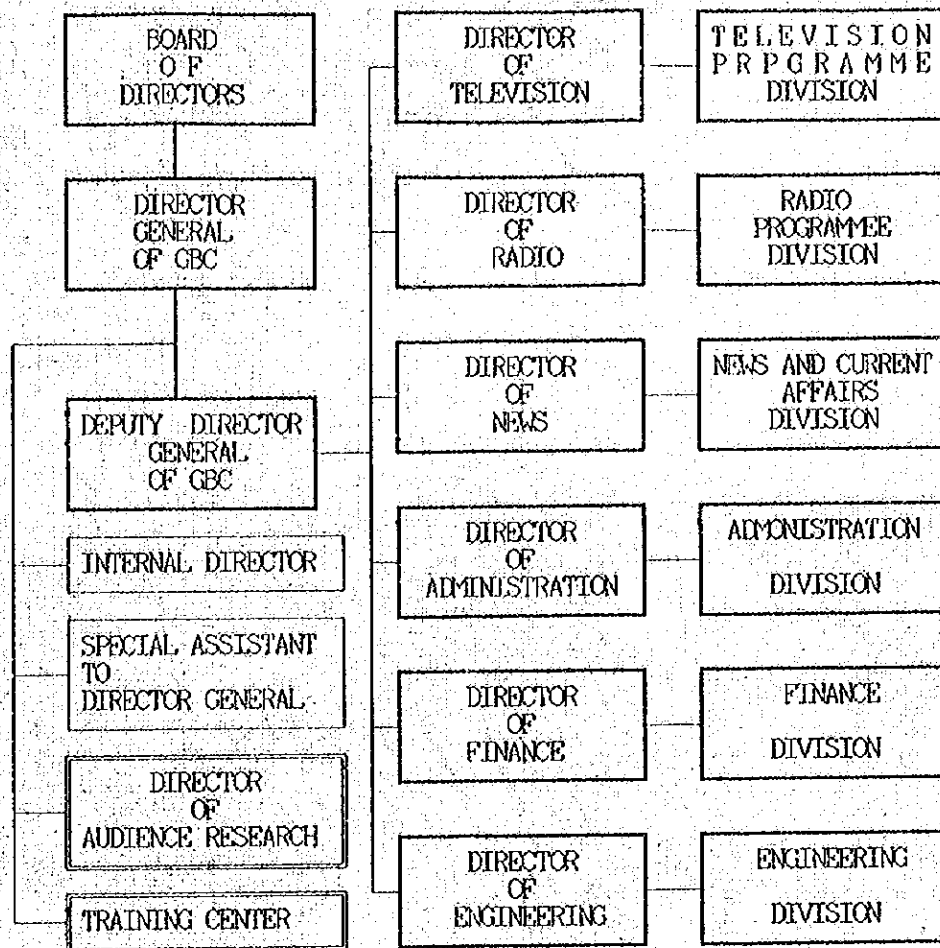 BOARD
O F
DIRECTORS
DIRECTOR
GENERAL
OF GBC
DEPUTY DIRECTOR
GENERAL
OF GBC
INTERNAL DIRECTOR
SPECIAL ASSISTANT
TO
DIRECTOR GENERAL
DIRECTOR
OF
AUDIENCE RESEARCH
TRAINING CENTER
DIRECTOR
OF
TELEVISION
DIRECTOR
OF
RADIO
DIRECTOR
OF
NEWS
DIRECTOR
OF
ADMINISTRATION
DIRECTOR
OF
FINANCE
DIRECTOR
OF
ENGINEERING
T E L E V I S I O N
P R P G R A M M E
DIVISION
RADIO
PROGRAMMEE
DIVISION
NEWS AND CURRENT
AFFAIRS
DIVISION
ADMONISTRATION
DIVISION
FINANCE
DIVISION
ENGINEERING
DIVISION